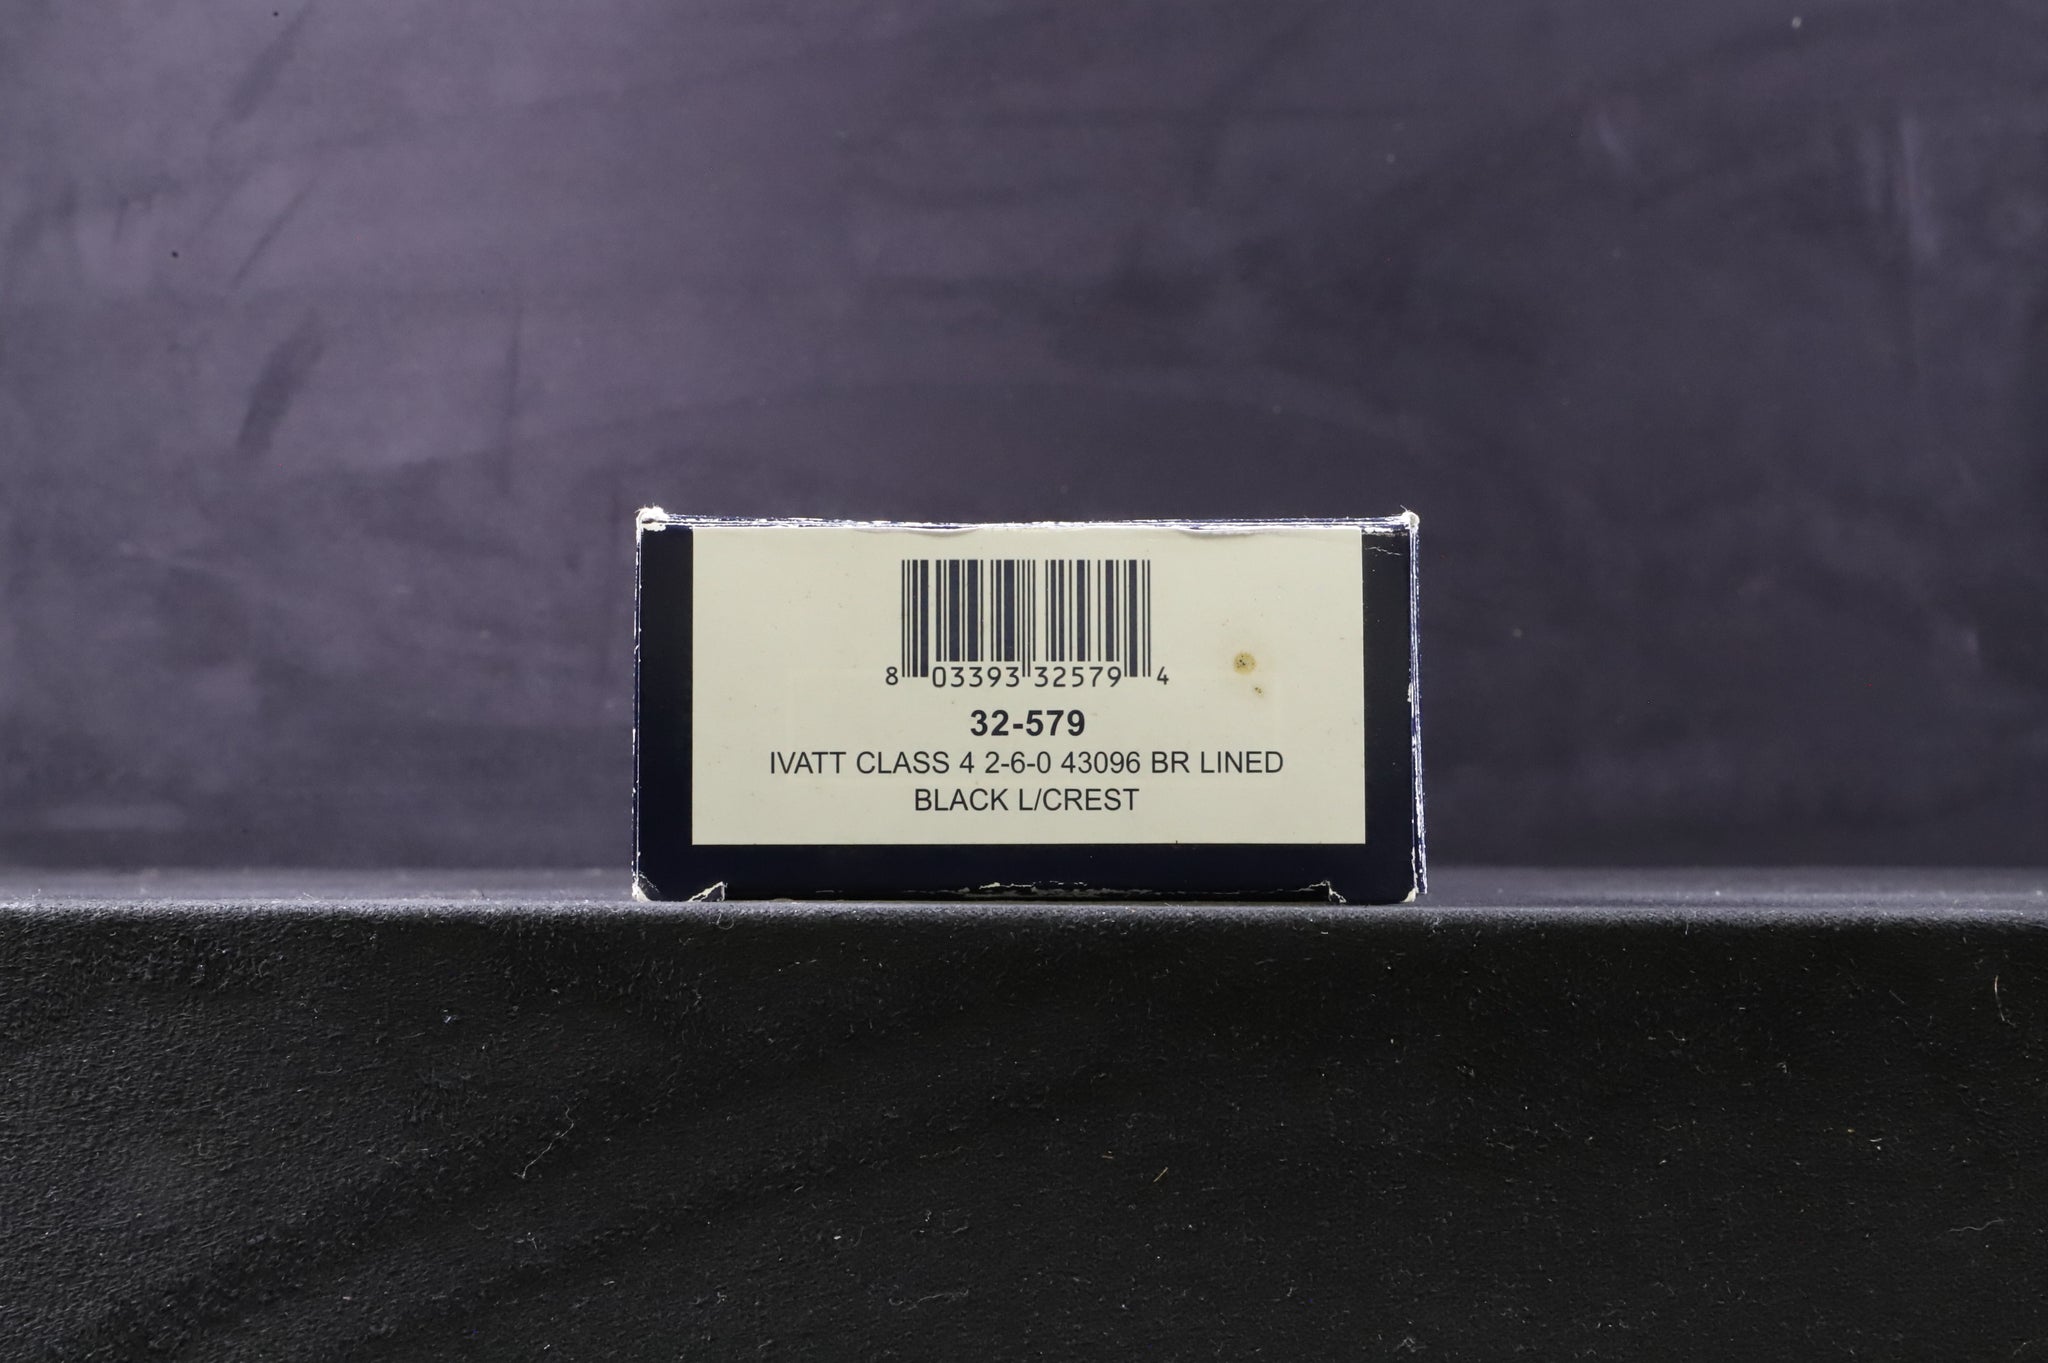 8 03393 32579 4
32-579
IVATT CLASS 4 2-6-0 43096 BR LINED
BLACK L/CREST